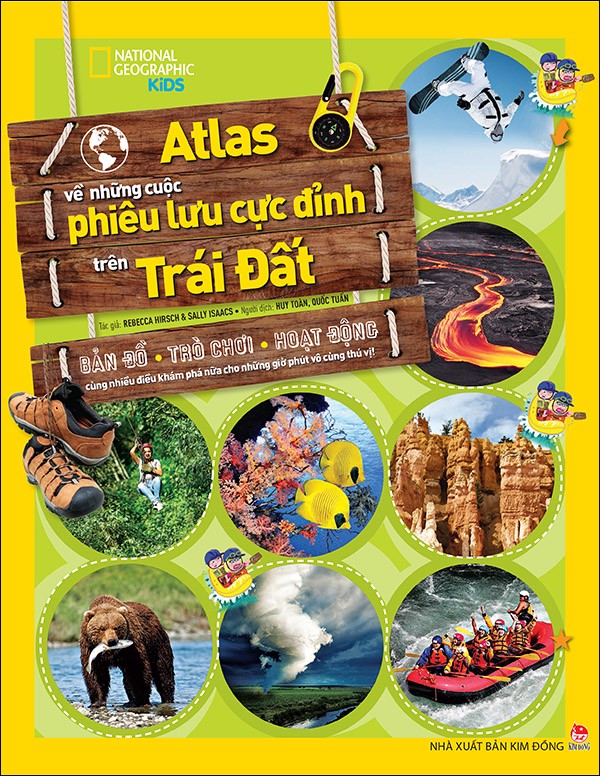 NATIONAL
GEOGRAPHIC
KiDS
Atlas
về những cuộc
phiêu lưu cực đỉnh
trên Trái Đất
Tác giả: REBECCA HIRSCH & SALLY ISAACS • Người dịch: HUY TOÀN, QUỐC TUẤN
BẢN ĐỒ • TRÒ CHƠI • HOẠT ĐỘNG
cùng nhiều điều khám phá nữa cho những giờ phút vô cùng thú vị!
NHÀ XUẤT BẢN KIM ĐỒNG
KIM ĐỒNG